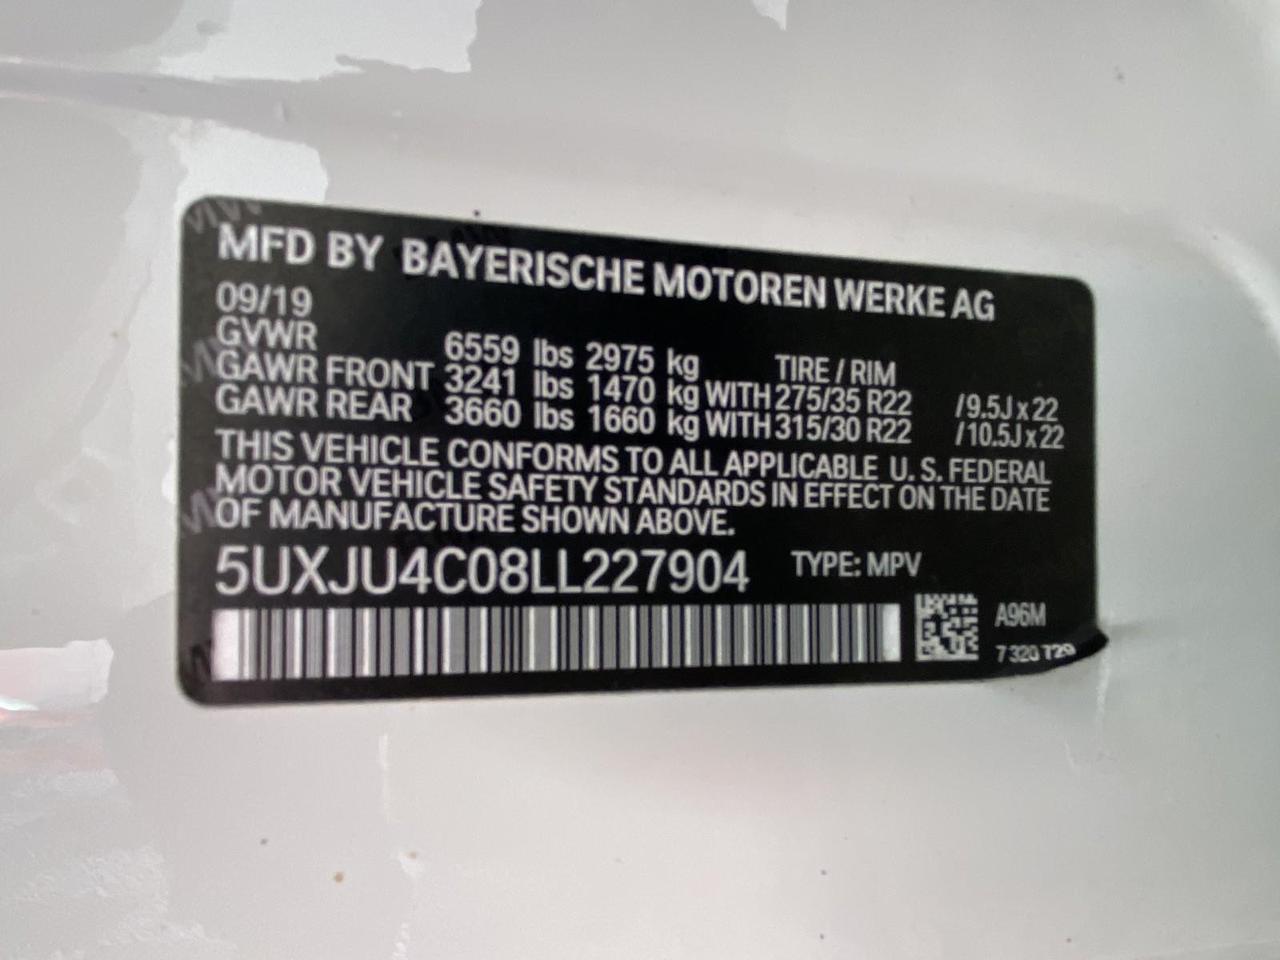 MFD BY BAYERISCHE MOTOREN WERKE AG
09/19
GVWR 6559 lbs 2975 kg TIRE / RIM
GAWR FRONT 3241 lbs 1470 kg WITH 275/35 R22 /9.5J x 22
GAWR REAR 3660 lbs 1660 kg WITH 315/30 R22 /10.5J x 22
THIS VEHICLE CONFORMS TO ALL APPLICABLE U.S. FEDERAL
MOTOR VEHICLE SAFETY STANDARDS IN EFFECT ON THE DATE
OF MANUFACTURE SHOWN ABOVE.
5UXJU4C08LL227904 TYPE: MPV
A96M
7 320 729